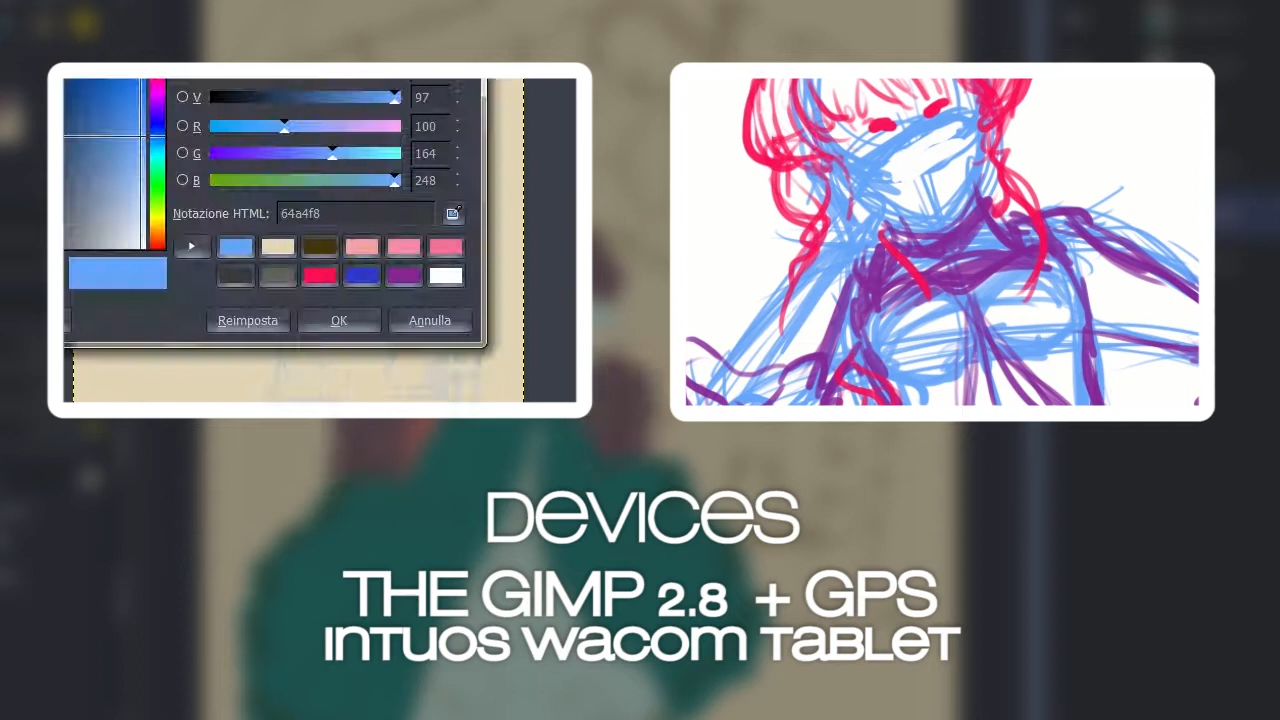 V 97
R 100
G 164
B 248
Notazione HTML: 64a4f8
Reimposta OK Annulla
DEVICES
THE GIMP 2.8 + GPS
INTUOS WACOM TABLET